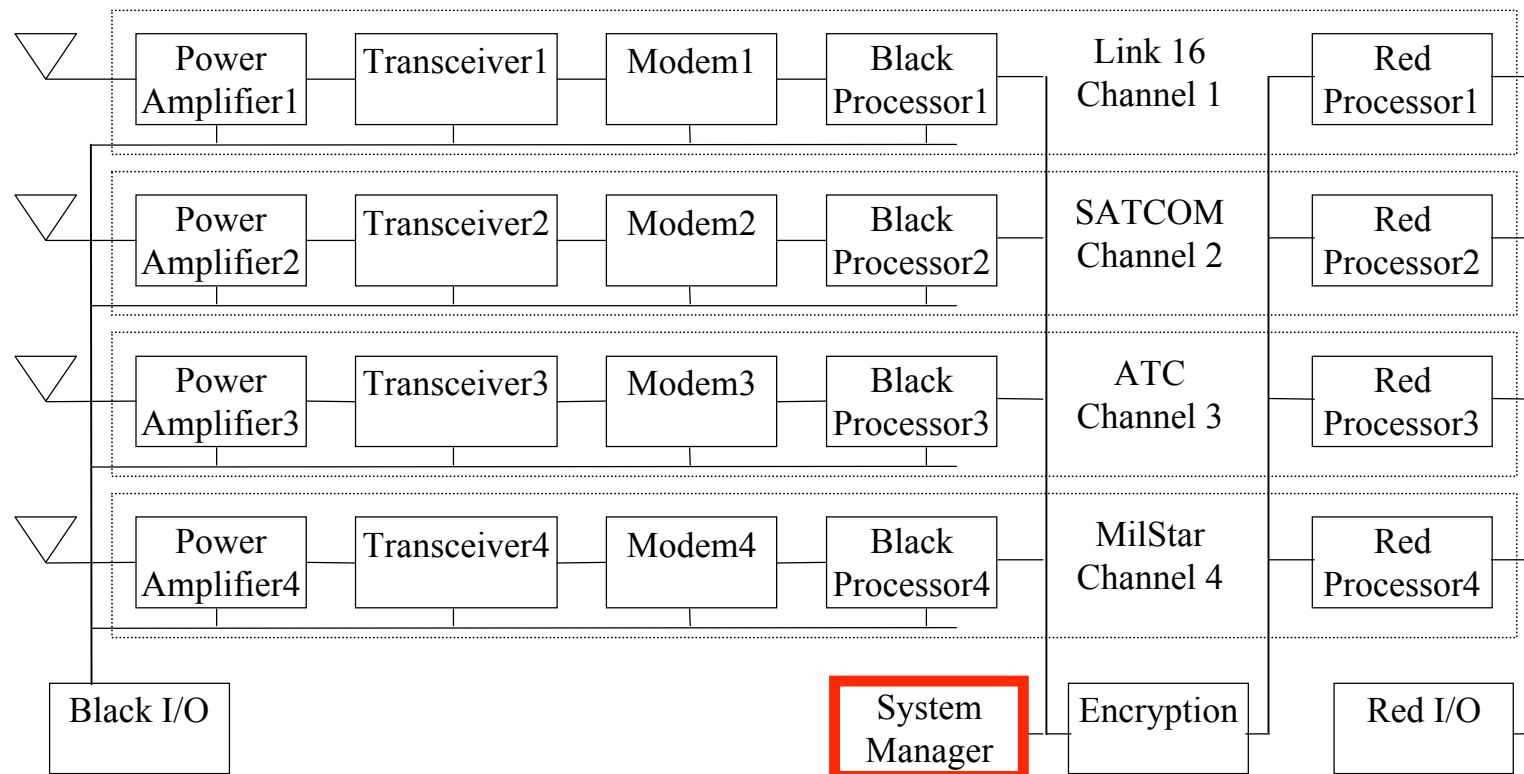 Power
Amplifier1
Transceiver1
Modem1
Black
Processor1
Link 16
Channel 1
Red
Processor1
Power
Amplifier2
Transceiver2
Modem2
Black
Processor2
SATCOM
Channel 2
Red
Processor2
Power
Amplifier3
Transceiver3
Modem3
Black
Processor3
ATC
Channel 3
Red
Processor3
Power
Amplifier4
Transceiver4
Modem4
Black
Processor4
MilStar
Channel 4
Red
Processor4
Black I/O
System
Manager
Encryption
Red I/O